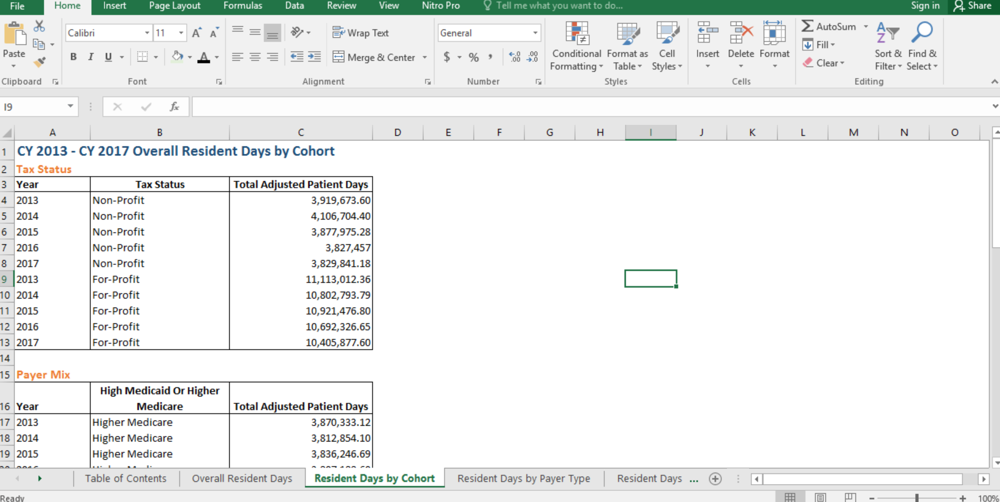 File Home Insert Page Layout Formulas Data Review View Nitro Pro Tell me what you want to do... Sign in Share
Calibri 11 A A Wrap Text General AutoSum
Fill
Paste B I U A Merge & Center $ % , Conditional Format as Cell Insert Delete Format Sort & Find &
Formatting Table Styles Clear Filter Select
Clipboard Font Alignment Number Styles Cells Editing
I9 fx
A B C D E F G H I J K L M N O
1 CY 2013 - CY 2017 Overall Resident Days by Cohort
2 Tax Status
3 Year Tax Status Total Adjusted Patient Days
4 2013 Non-Profit 3,919,673.60
5 2014 Non-Profit 4,106,704.40
6 2015 Non-Profit 3,877,975.28
7 2016 Non-Profit 3,827,457
8 2017 Non-Profit 3,829,841.18
9 2013 For-Profit 11,113,012.36
10 2014 For-Profit 10,802,793.79
11 2015 For-Profit 10,921,476.80
12 2016 For-Profit 10,692,326.65
13 2017 For-Profit 10,405,877.60
14
15 Payer Mix
High Medicaid Or Higher
16 Year Medicare Total Adjusted Patient Days
17 2013 Higher Medicare 3,870,333.12
18 2014 Higher Medicare 3,812,854.10
19 2015 Higher Medicare 3,836,246.69
Table of Contents Overall Resident Days Resident Days by Cohort Resident Days by Payer Type Resident Days ...
Ready 100%